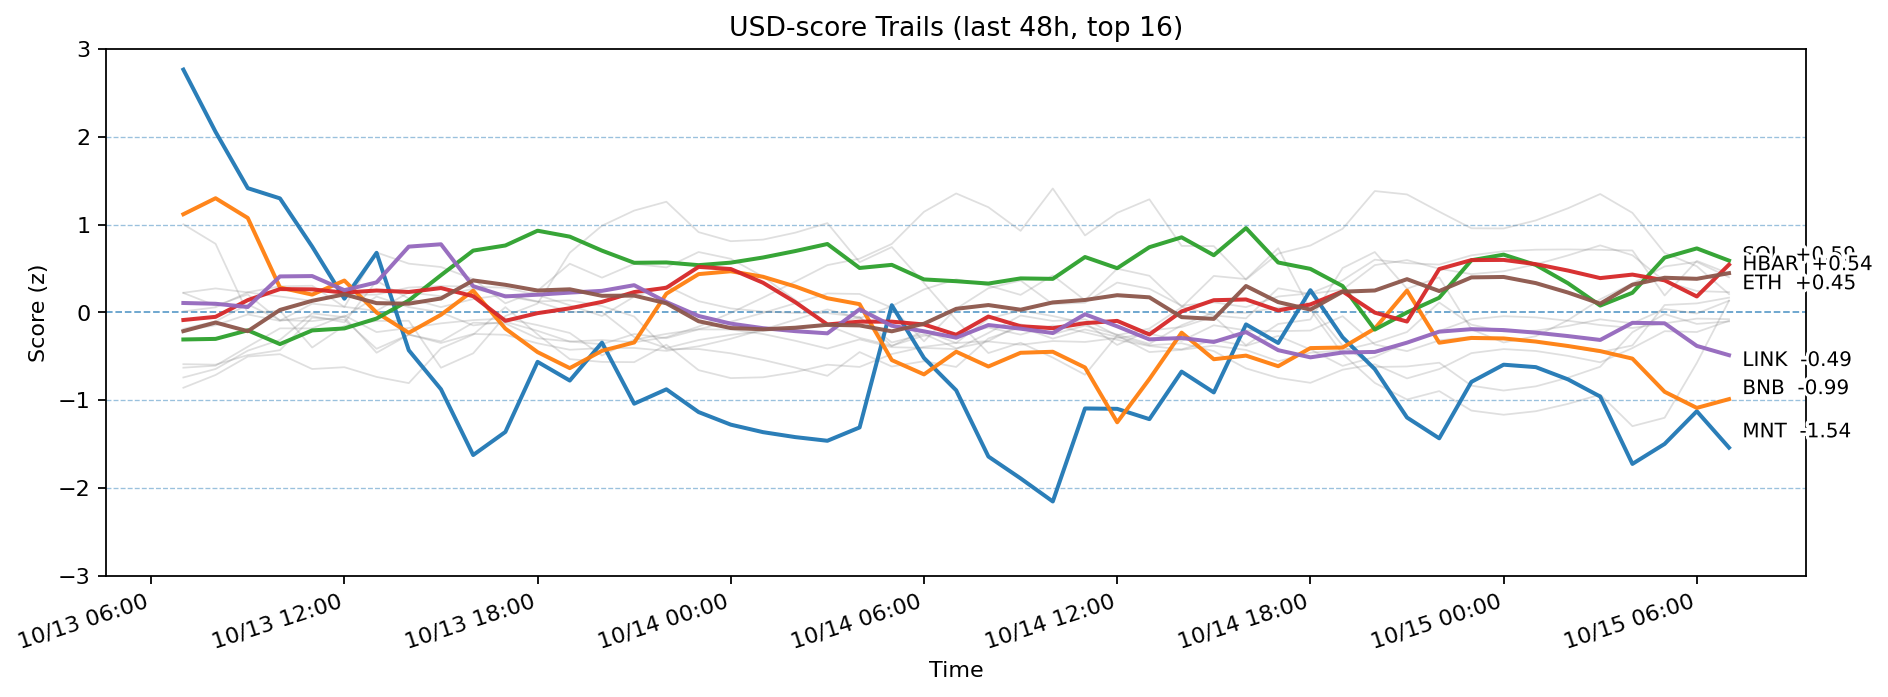 USD-score Trails (last 48h, top 16)
Score (z)
3
2
1
0
−1
−2
−3
SOL +0.59
HBAR +0.54
ETH +0.45
LINK -0.49
BNB -0.99
MNT -1.54
10/13 06:00
10/13 12:00
10/13 18:00
10/14 00:00
10/14 06:00
10/14 12:00
10/14 18:00
10/15 00:00
10/15 06:00
Time